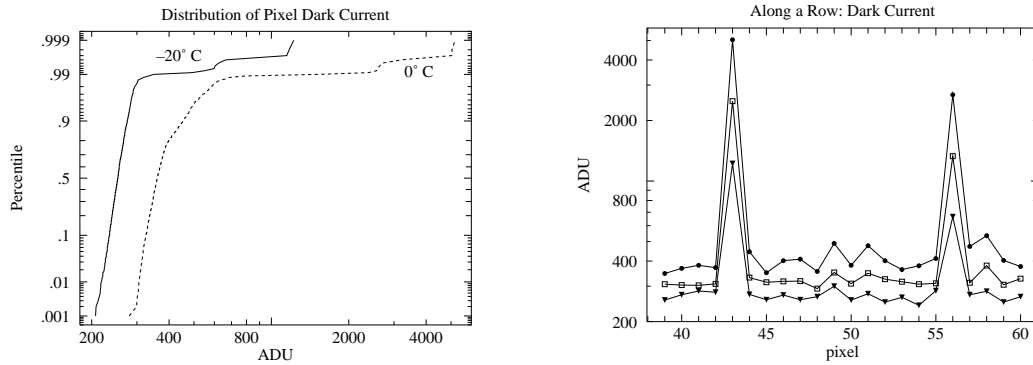 Distribution of Pixel Dark Current
.999
.99
.9
.5
.1
.01
.001
Percentile
–20° C
0° C
200
400
800
2000
4000
ADU
Along a Row: Dark Current
4000
2000
800
400
200
ADU
40
45
50
55
60
pixel